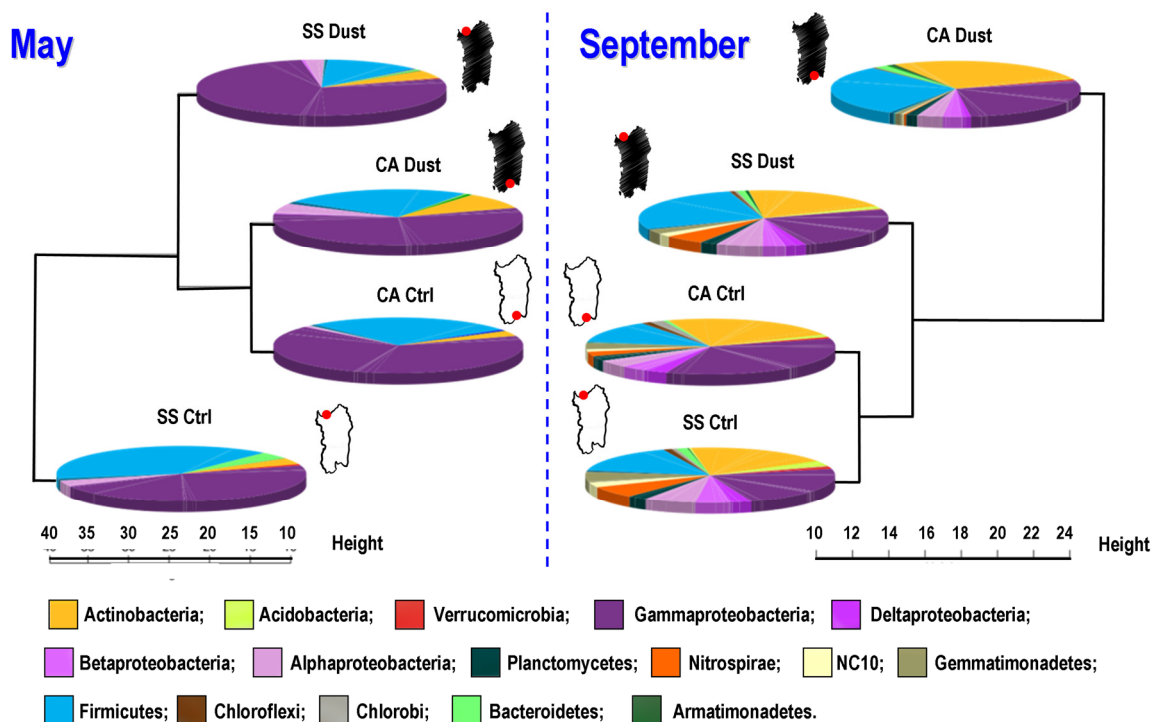 May
SS Dust
CA Dust
CA Ctrl
SS Ctrl
40 35 30 25 20 15 10
Height
September
CA Dust
SS Dust
CA Ctrl
SS Ctrl
10 12 14 16 18 20 22 24
Height
Actinobacteria; Acidobacteria; Verrucomicrobia; Gammaproteobacteria; Deltaproteobacteria;
Betaproteobacteria; Alphaproteobacteria; Planctomycetes; Nitrospirae; NC10; Gemmatimonadetes;
Firmicutes; Chloroflexi; Chlorobi; Bacteroidetes; Armatimonadetes.